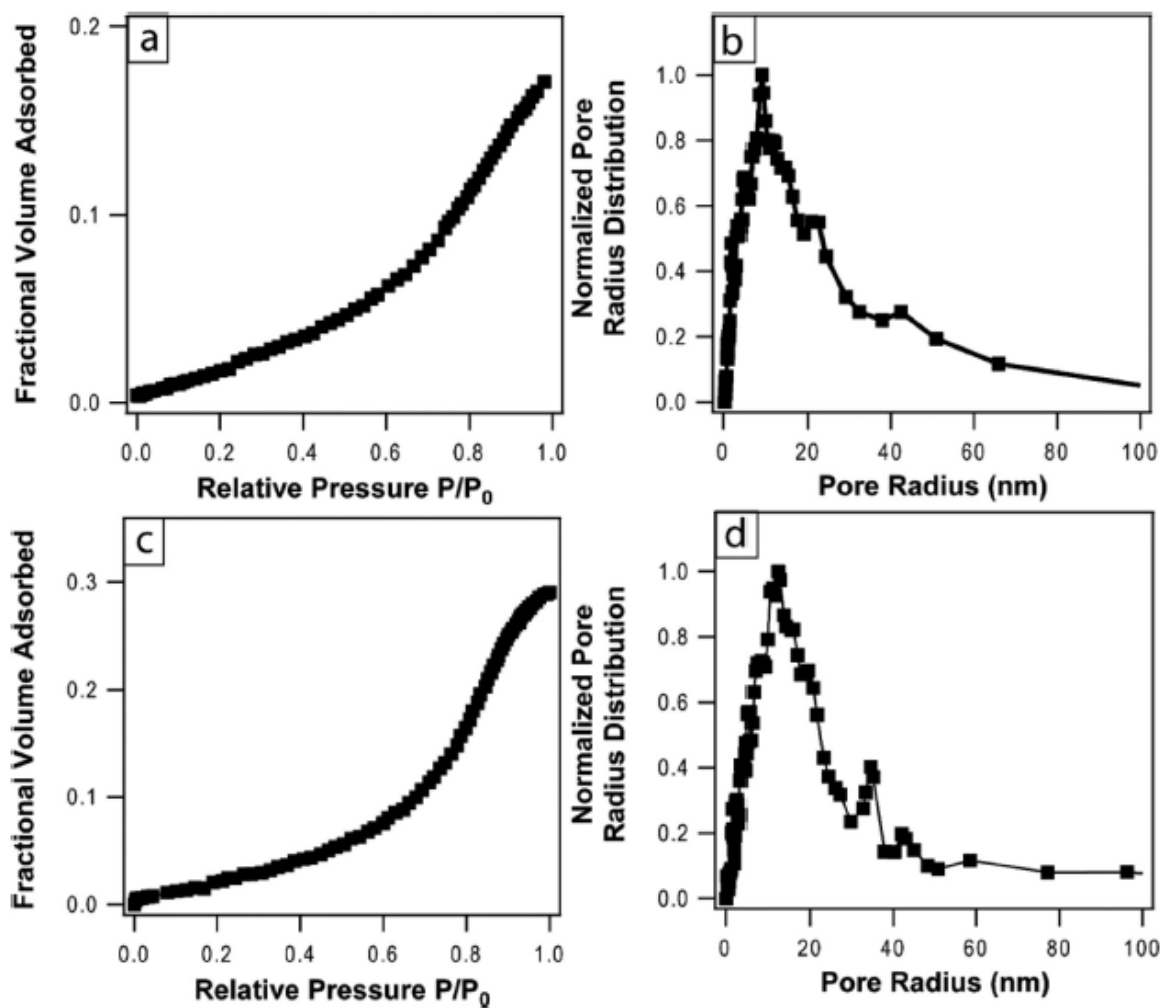 a
0.2
0.1
0.0
Fractional Volume Adsorbed
0.0 0.2 0.4 0.6 0.8 1.0
Relative Pressure P/P0
b
1.0
0.8
0.6
0.4
0.2
0.0
Normalized Pore
Radius Distribution
0 20 40 60 80 100
Pore Radius (nm)
c
0.3
0.2
0.1
0.0
Fractional Volume Adsorbed
0.0 0.2 0.4 0.6 0.8 1.0
Relative Pressure P/P0
d
1.0
0.8
0.6
0.4
0.2
0.0
Normalized Pore
Radius Distribution
0 20 40 60 80 100
Pore Radius (nm)